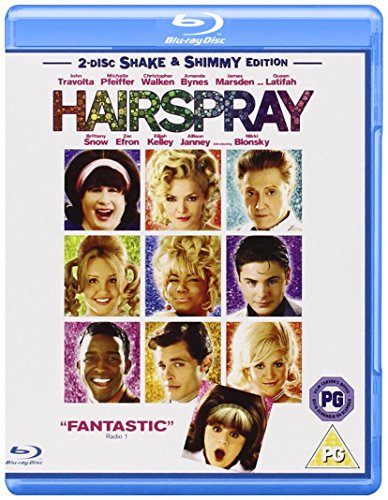 Blu-ray Disc
2-DISC SHAKE & SHIMMY EDITION
John Travolta Michelle Pfeiffer Christopher Walken Amanda Bynes James Marsden and Queen Latifah
HAIRSPRAY
Brittany Snow Zac Efron Elijah Kelley Allison Janney introducing Nikki Blonsky
"FANTASTIC"
Radio 1
PG
Blu-ray Disc
PG